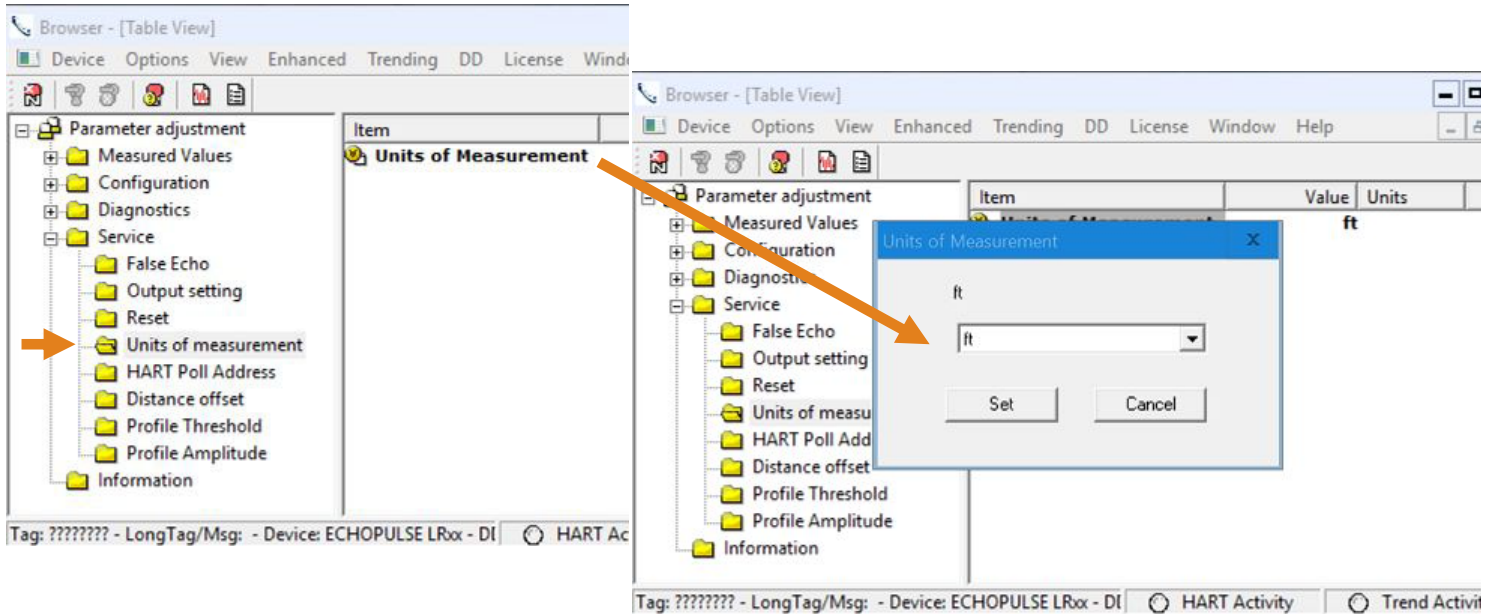 Browser - [Table View]
Device Options View Enhanced Trending DD License
Parameter adjustment
Measured Values
Configuration
Diagnostics
Service
False Echo
Output setting
Reset
Units of measurement
HART Poll Address
Distance offset
Profile Threshold
Profile Amplitude
Information
Item
Units of Measurement
Tag: ???????? - LongTag/Msg: - Device: ECHOPULSE LRxx - DI HART
Browser - [Table View]
Device Options View Enhanced Trending DD License Window Help
Parameter adjustment
Measured Values
Configuration
Diagnostics
Service
False Echo
Output setting
Reset
Units of measu
HART Poll Add
Distance offset
Profile Threshold
Profile Amplitude
Information
Item Value Units
ft
Units of Measurement x
ft
ft
Set Cancel
Tag: ???????? - LongTag/Msg: - Device: ECHOPULSE LRxx - DI HART Activity Trend Activit